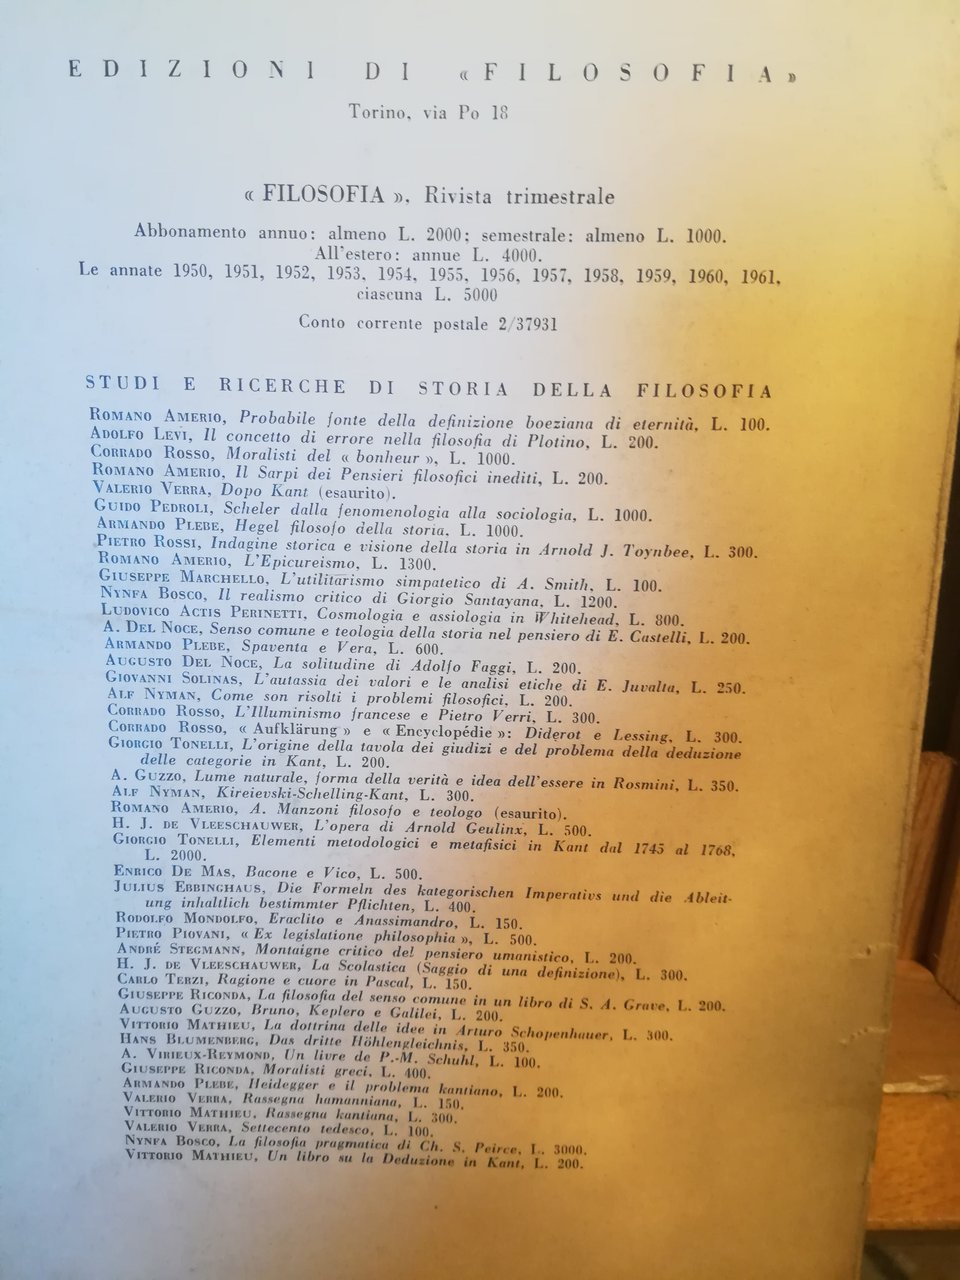 EDIZIONI DI « FILOSOFIA »
Torino, via Po 18
« FILOSOFIA ». Rivista trimestrale
Abbonamento annuo: almeno L. 2000; semestrale: almeno L. 1000.
All'estero: annue L. 4000.
Le annate 1950, 1951, 1952, 1953, 1954, 1955, 1956, 1957, 1958, 1959, 1960, 1961,
ciascuna L. 5000
Conto corrente postale 2/37931
STUDI E RICERCHE DI STORIA DELLA FILOSOFIA
ROMANO AMERIO, Probabile fonte della definizione boeziana di eternità, L. 100.
ADOLFO LEVI, Il concetto di errore nella filosofia di Plotino, L. 200.
CORRADO ROSSO, Moralisti del « bonheur », L. 1000.
ROMANO AMERIO, Il Sarpi dei Pensieri filosofici inediti, L. 200.
VALERIO VERRA, Dopo Kant (esaurito).
GUIDO PEDROLI, Scheler dalla fenomenologia alla sociologia, L. 1000.
ARMANDO PLEBE, Hegel filosofo della storia, L. 1000.
PIETRO ROSSI, Indagine storica e visione della storia in Arnold J. Toynbee, L. 300.
ROMANO AMERIO, L'Epicureismo, L. 1300.
GIUSEPPE MARCHELLO, L'utilitarismo simpatetico di A. Smith, L. 100.
NYNFA BOSCO, Il realismo critico di Giorgio Santayana, L. 1200.
LUDOVICO ACTIS PERINETTI, Cosmologia e assiologia in Whitehead, L. 800.
A. DEL NOCE, Senso comune e teologia della storia nel pensiero di E. Castelli, L. 200.
ARMANDO PLEBE, Spaventa e Vera, L. 600.
AUGUSTO DEL NOCE, La solitudine di Adolfo Faggi, L. 200.
GIOVANNI SOLINAS, L'autassia dei valori e le analisi etiche di E. Juvalta, L. 250.
ALF NYMAN, Come son risolti i problemi filosofici, L. 200.
CORRADO ROSSO, L'Illuminismo francese e Pietro Verri, L. 300.
CORRADO ROSSO, « Aufklärung » e « Encyclopédie »: Diderot e Lessing, L. 300.
GIORGIO TONELLI, L'origine della tavola dei giudizi e del problema della deduzione
delle categorie in Kant, L. 200.
A. GUZZO, Lume naturale, forma della verità e idea dell'essere in Rosmini, L. 350.
ALF NYMAN, Kireievski-Schelling-Kant, L. 300.
ROMANO AMERIO, A. Manzoni filosofo e teologo (esaurito).
H. J. DE VLEESCHAUWER, L'opera di Arnold Geulinx, L. 500.
GIORGIO TONELLI, Elementi metodologici e metafisici in Kant dal 1745 al 1768,
L. 2000.
ENRICO DE MAS, Bacone e Vico, L. 500.
JULIUS EBBINGHAUS, Die Formeln des kategorischen Imperativs und die Ableit-
ung inhaltlich bestimmter Pflichten, L. 400.
RODOLFO MONDOLFO, Eraclito e Anassimandro, L. 150.
PIETRO PIOVANI, « Ex legislatione philosophia », L. 500.
ANDRÉ STEGMANN, Montaigne critico del pensiero umanistico, L. 200.
H. J. DE VLEESCHAUWER, La Scolastica (Saggio di una definizione), L. 300.
CARLO TERZI, Ragione e cuore in Pascal, L. 150.
GIUSEPPE RICONDA, La filosofia del senso comune in un libro di S. A. Grave, L. 200.
AUGUSTO GUZZO, Bruno, Keplero e Galilei, L. 200.
VITTORIO MATHIEU, La dottrina delle idee in Arturo Schopenhauer, L. 300.
HANS BLUMENBERG, Das dritte Höhlengleichnis, L. 350.
A. VIRIEUX-REYMOND, Un livre de P.-M. Schuhl, L. 100.
GIUSEPPE RICONDA, Moralisti greci, L. 400.
ARMANDO PLEBE, Heidegger e il problema kantiano, L. 200.
VALERIO VERRA, Rassegna hamanniana, L. 150.
VITTORIO MATHIEU, Rassegna kantiana, L. 300.
VALERIO VERRA, Settecento tedesco, L. 100.
NYNFA BOSCO, La filosofia pragmatica di Ch. S. Peirce, L. 3000.
VITTORIO MATHIEU, Un libro su la Deduzione in Kant, L. 200.